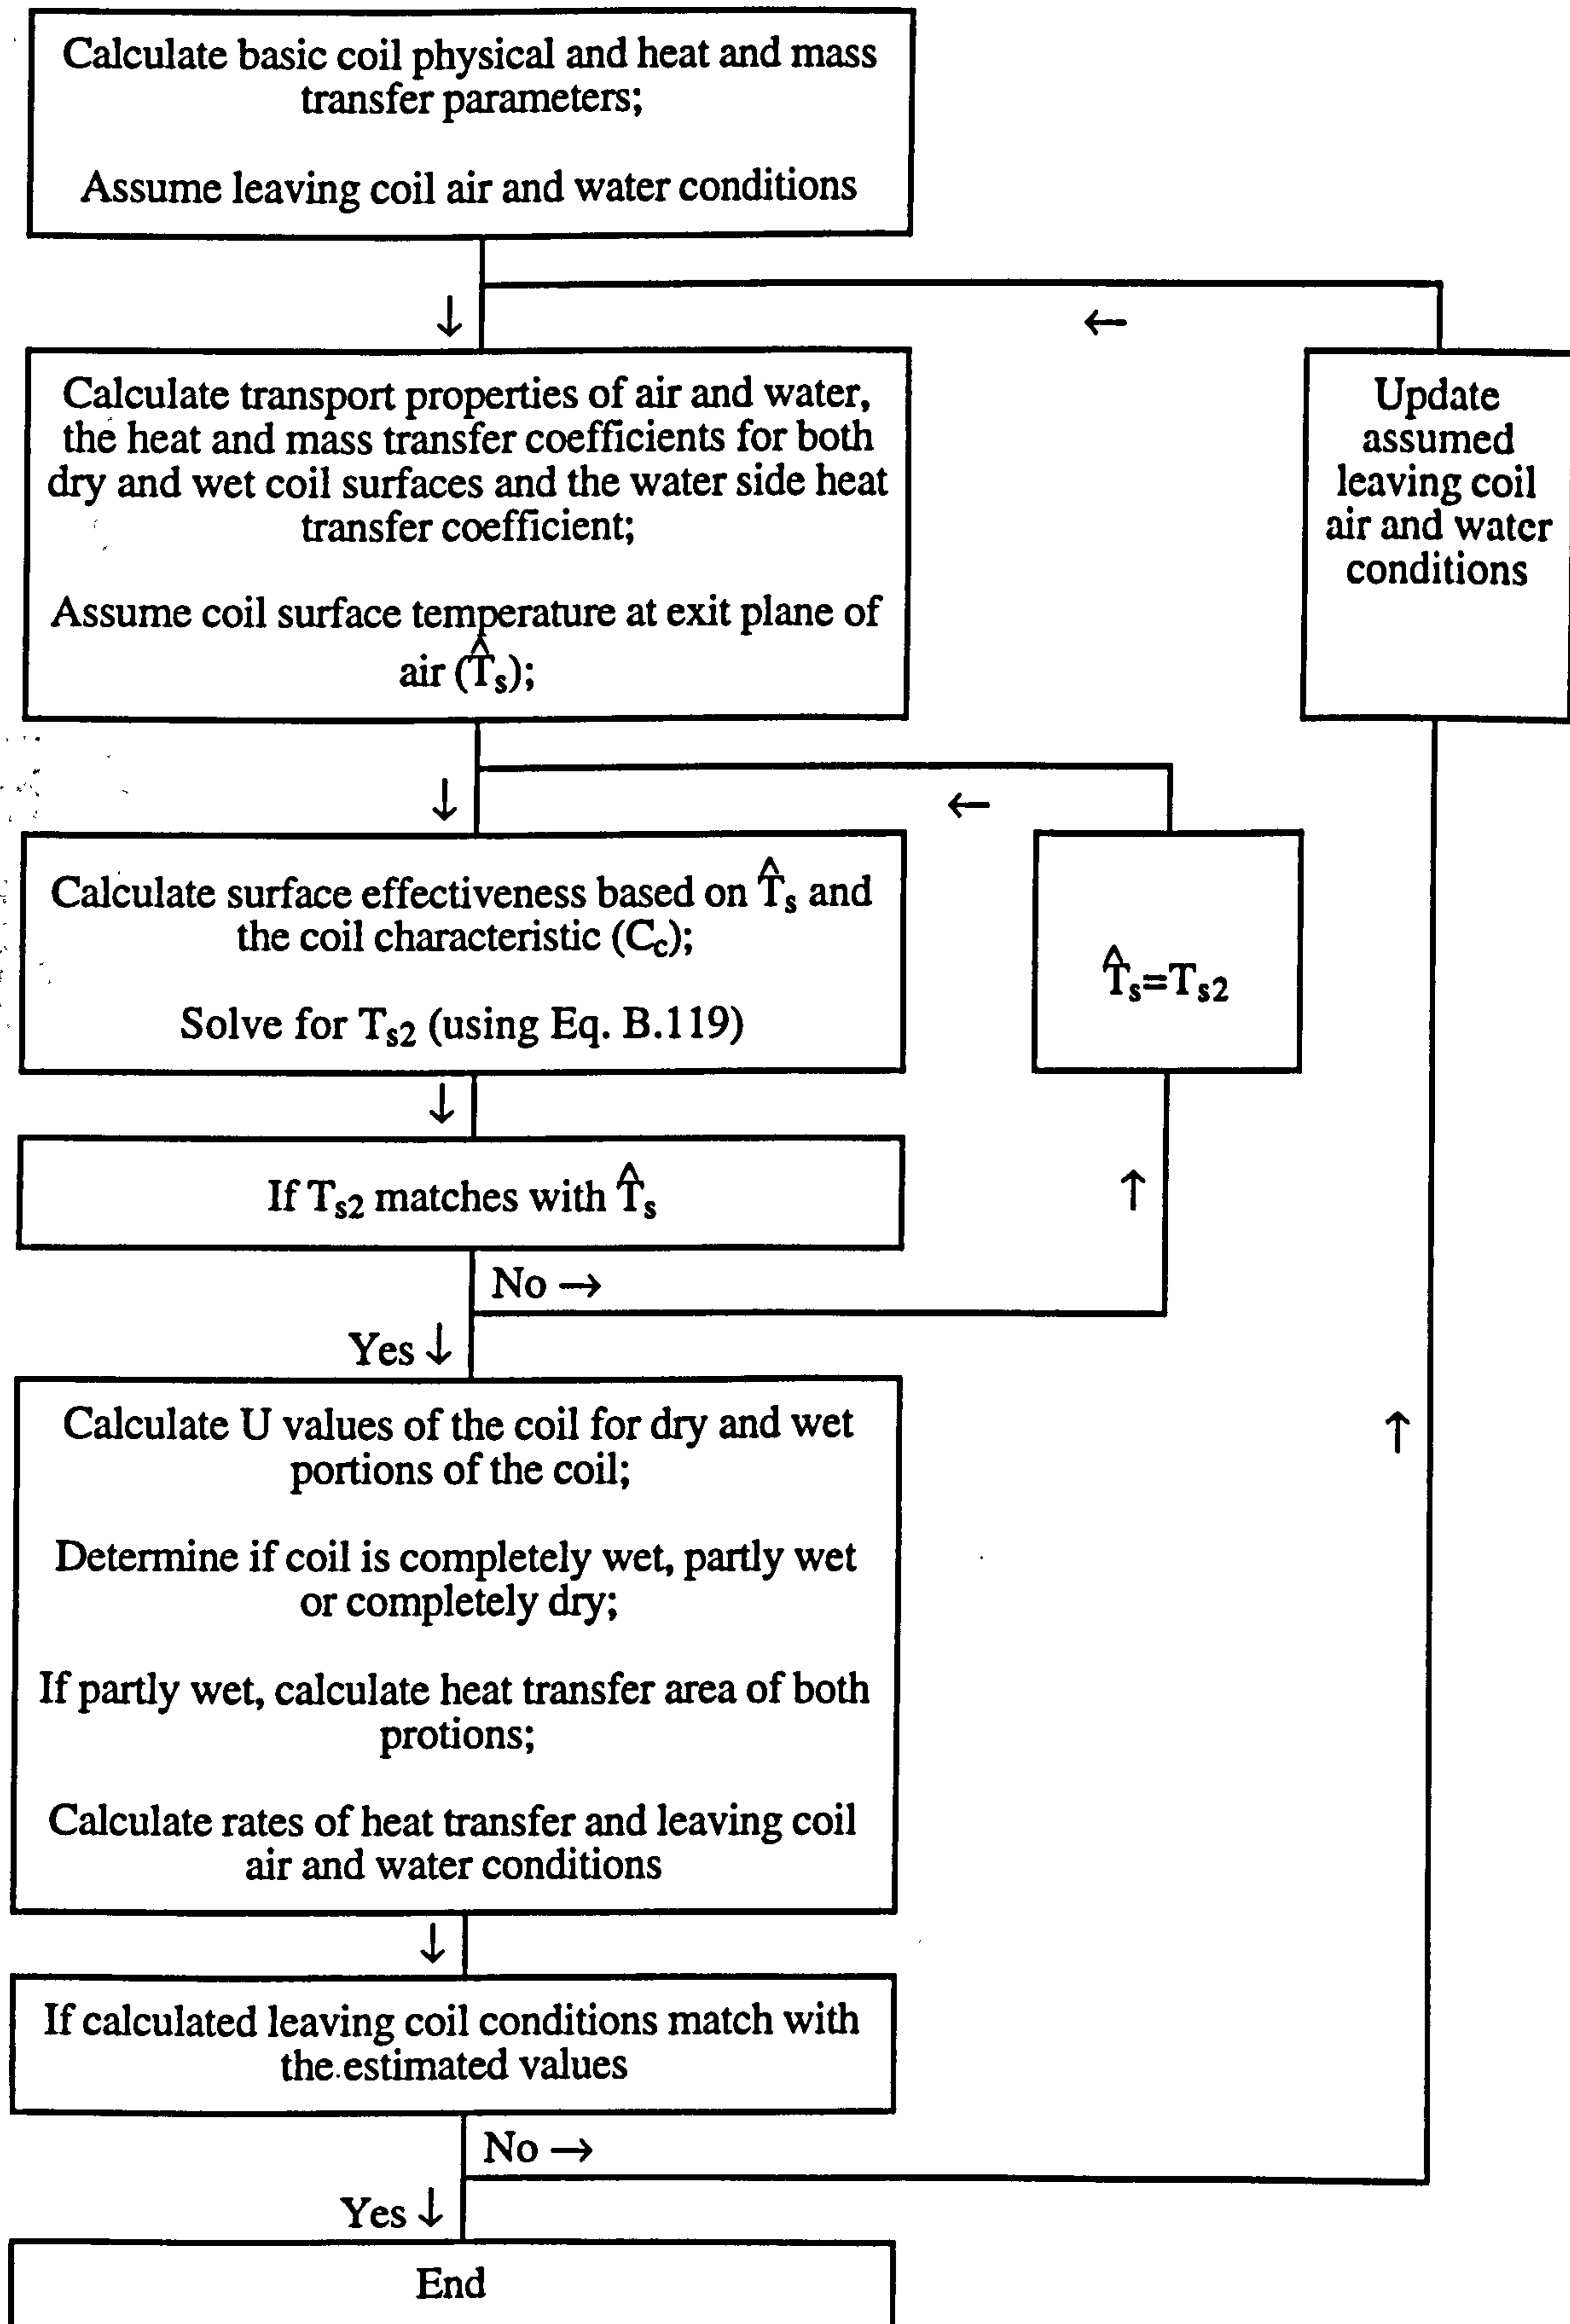 Calculate basic coil physical and heat and mass
transfer parameters;
Assume leaving coil air and water conditions
↓
←
Calculate transport properties of air and water,
the heat and mass transfer coefficients for both
dry and wet coil surfaces and the water side heat
transfer coefficient;
Assume coil surface temperature at exit plane of
air (T̂s);
Update
assumed
leaving coil
air and water
conditions
↓
←
Calculate surface effectiveness based on T̂s and
the coil characteristic (Cc);
Solve for Ts2 (using Eq. B.119)
T̂s=Ts2
↓
If Ts2 matches with T̂s
↑
No →
Yes ↓
Calculate U values of the coil for dry and wet
portions of the coil;
Determine if coil is completely wet, partly wet
or completely dry;
If partly wet, calculate heat transfer area of both
protions;
Calculate rates of heat transfer and leaving coil
air and water conditions
↑
↓
If calculated leaving coil conditions match with
the estimated values
No →
Yes ↓
End